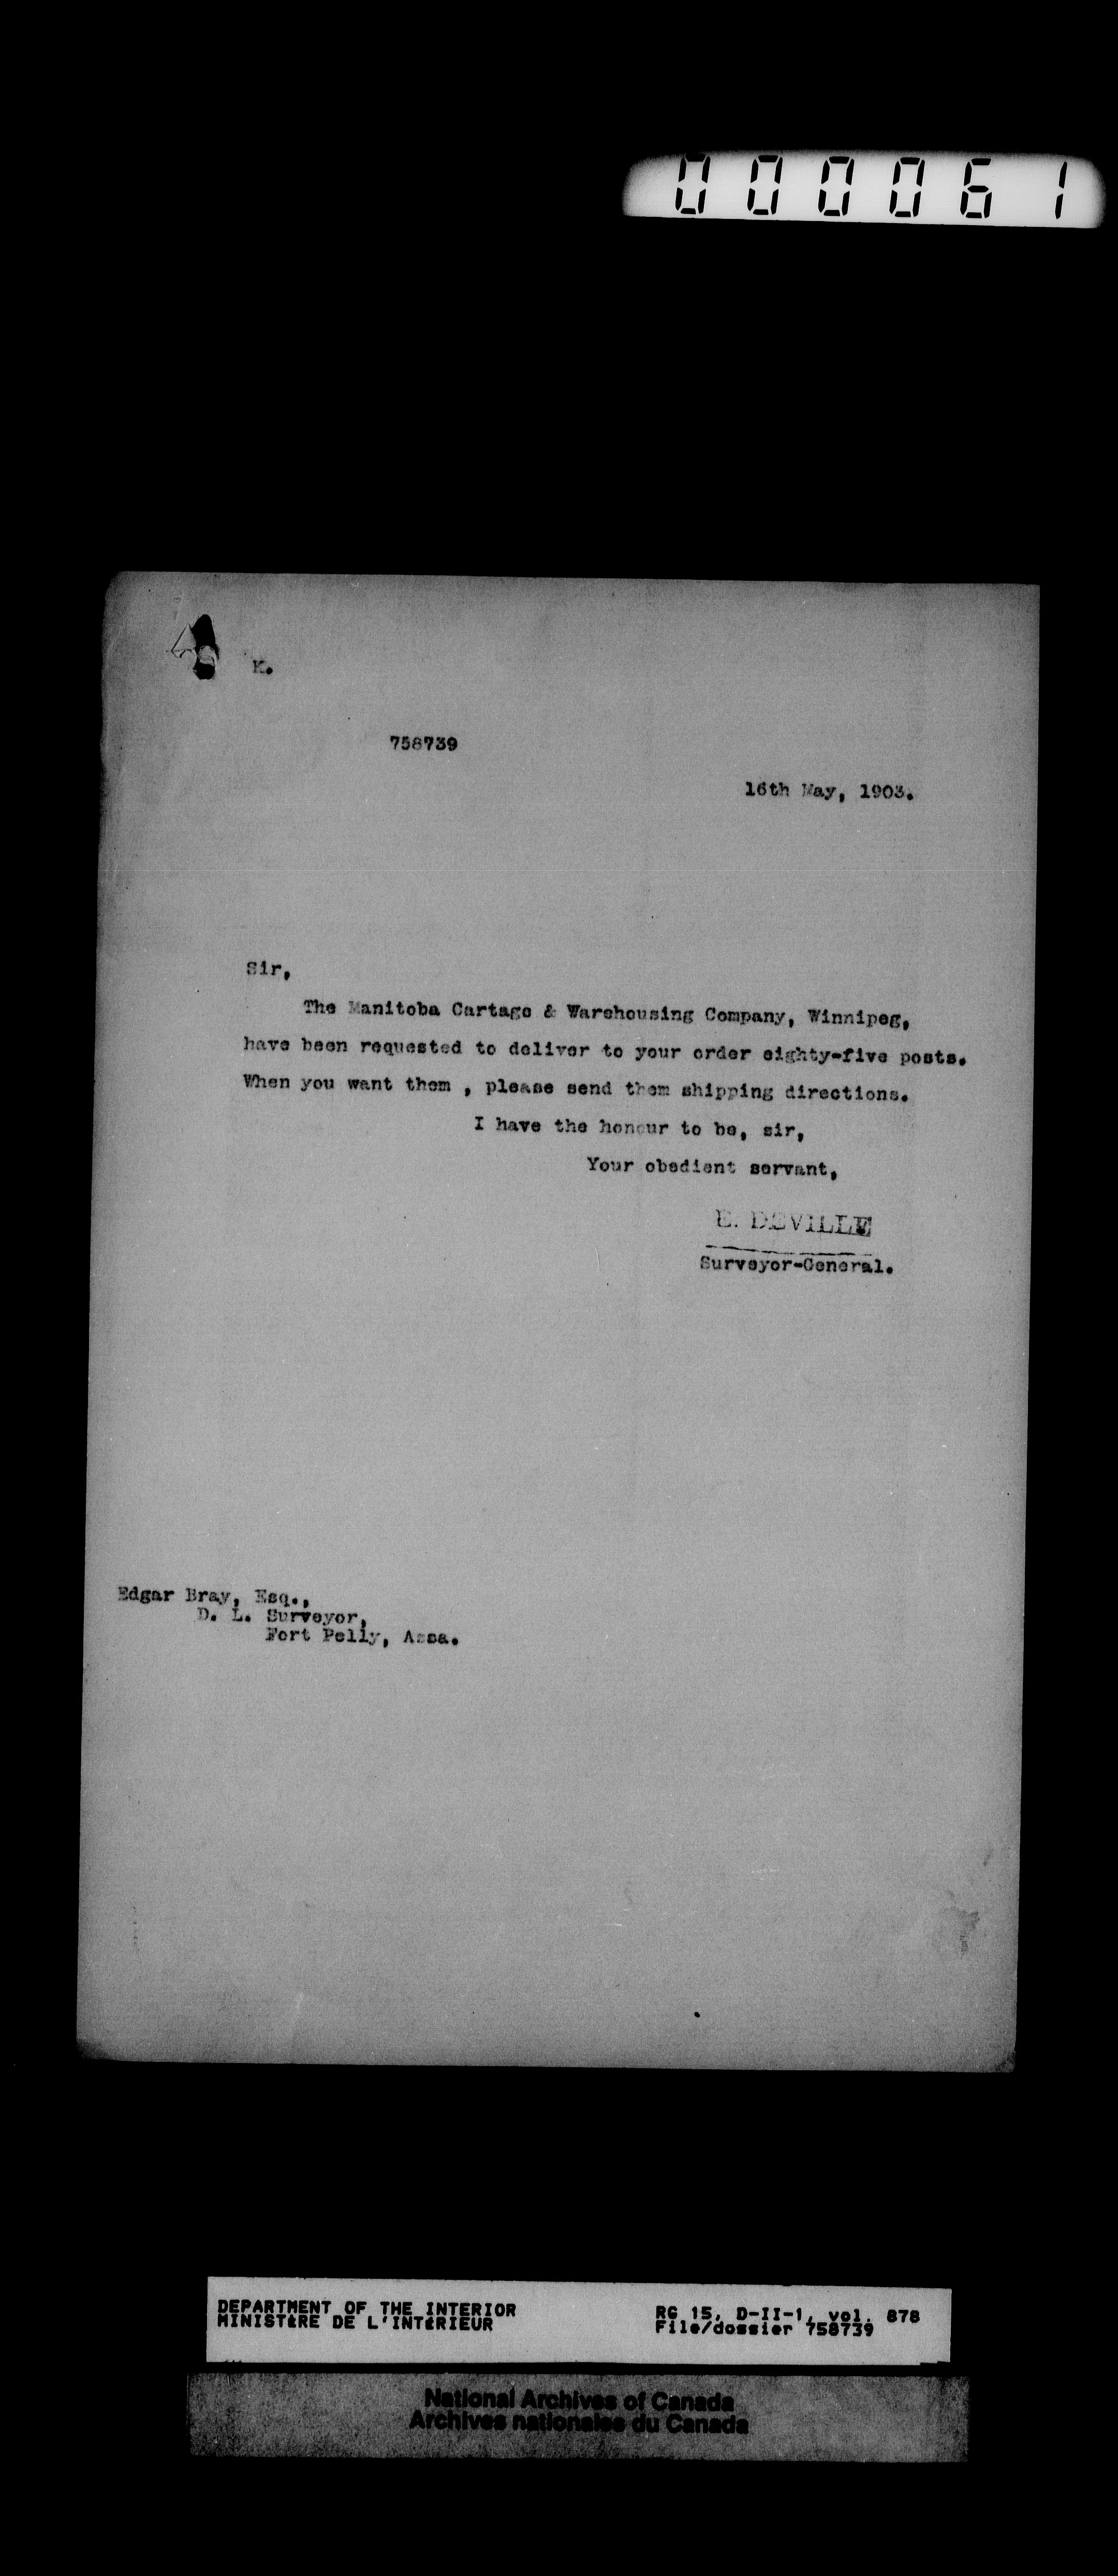 000061
K.
758739
16th May, 1903.
Sir,
The Manitoba Cartage & Warehousing Company, Winnipeg,
have been requested to deliver to your order eighty-five posts.
When you want them , please send them shipping directions.
I have the honour to be, sir,
Your obedient servant,
E. DEVILLE
Surveyor-General.
Edgar Bray, Esq.,
D. L. Surveyor,
Fort Pelly, Assa.
DEPARTMENT OF THE INTERIOR
MINISTÈRE DE L'INTÉRIEUR
RG 15, D-II-1, vol. 878
File/dossier 758739
National Archives of Canada
Archives nationales du Canada